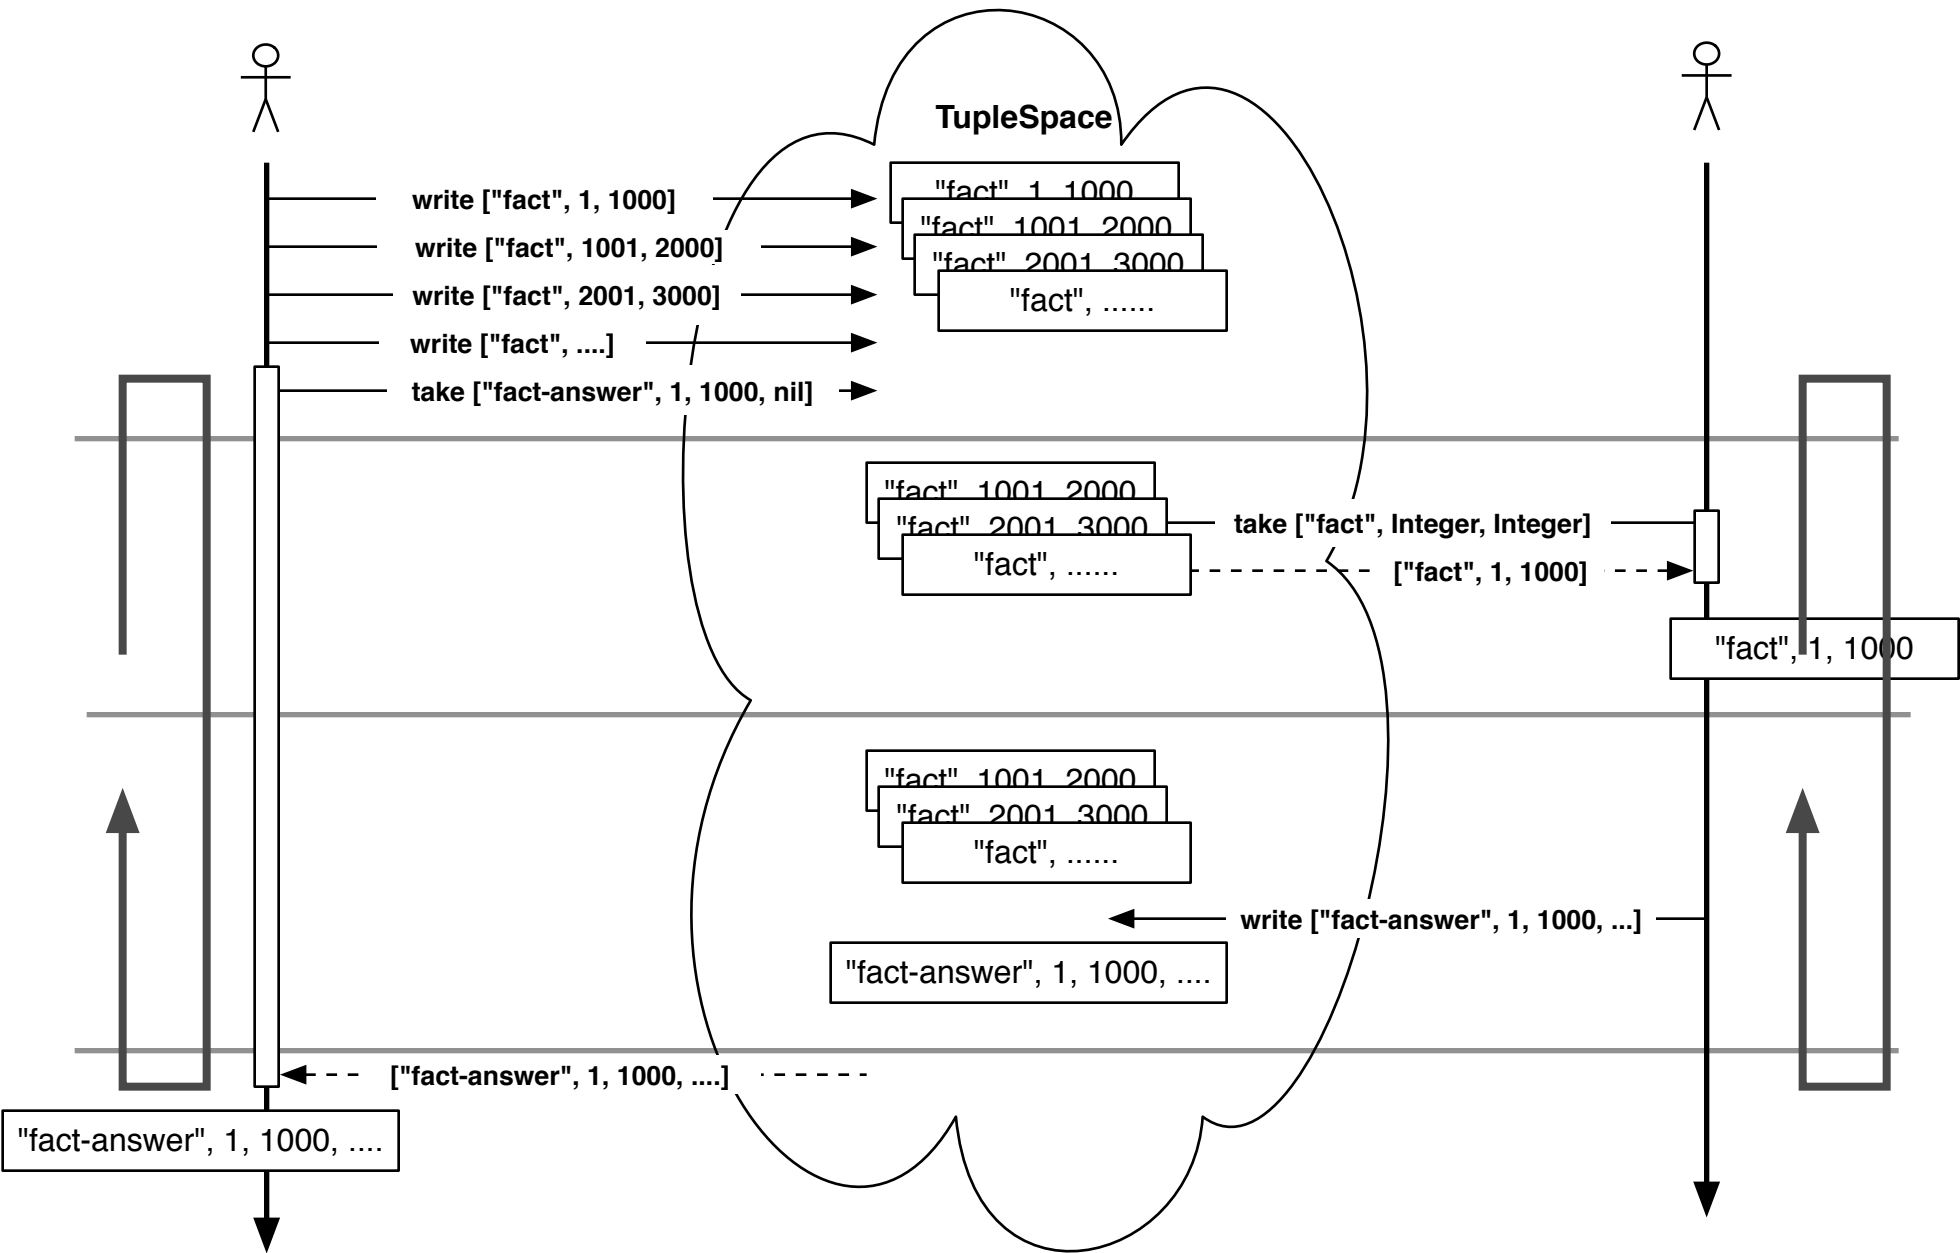 TupleSpace
write ["fact", 1, 1000]
"fact", 1, 1000
write ["fact", 1001, 2000]
"fact", 1001, 2000
write ["fact", 2001, 3000]
"fact", 2001, 3000
"fact", ......
write ["fact", ....]
take ["fact-answer", 1, 1000, nil]
"fact", 1001, 2000
"fact", 2001, 3000
take ["fact", Integer, Integer]
"fact", ......
["fact", 1, 1000]
"fact", 1, 1000
"fact", 1001, 2000
"fact", 2001, 3000
"fact", ......
write ["fact-answer", 1, 1000, ...]
"fact-answer", 1, 1000, ....
["fact-answer", 1, 1000, ....]
"fact-answer", 1, 1000, ....